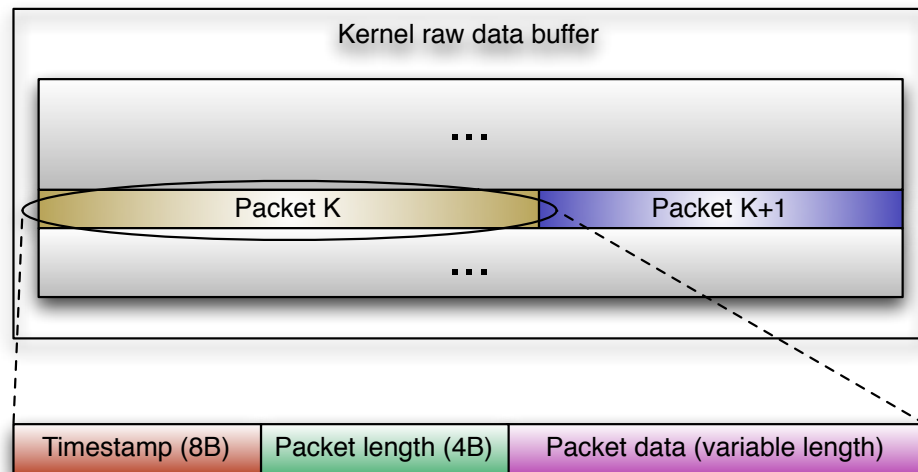 Kernel raw data buffer
...
Packet K
Packet K+1
...
Timestamp (8B)
Packet length (4B)
Packet data (variable length)